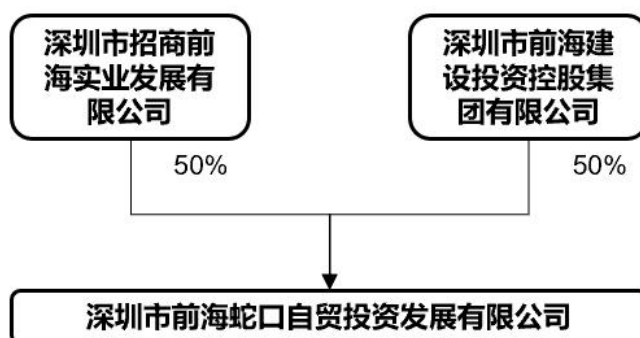 深圳市招商前
海实业发展有
限公司
深圳市前海建
设投资控股集
团有限公司
50%
50%
深圳市前海蛇口自贸投资发展有限公司